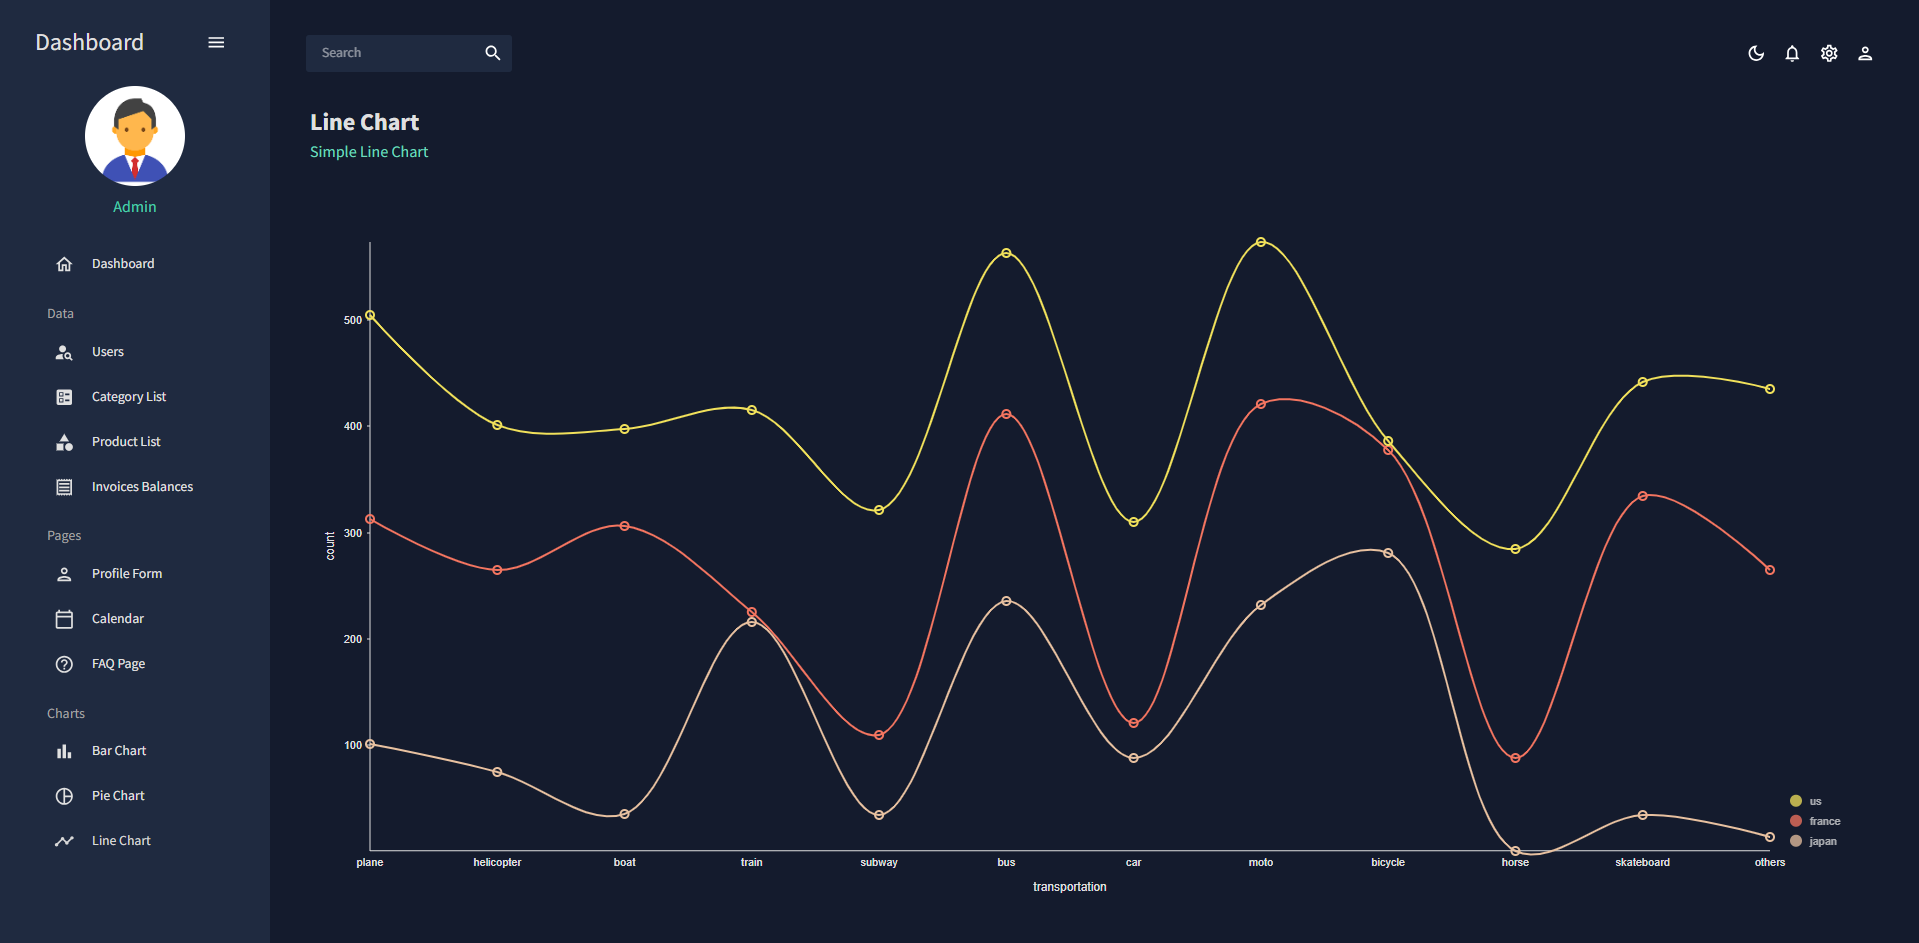 Dashboard
Admin
Dashboard
Data
Users
Category List
Product List
Invoices Balances
Pages
Profile Form
Calendar
FAQ Page
Charts
Bar Chart
Pie Chart
Line Chart
Search
Line Chart
Simple Line Chart
500
400
300
200
100
count
plane helicopter boat train subway bus car moto bicycle horse skateboard others
transportation
us
france
japan